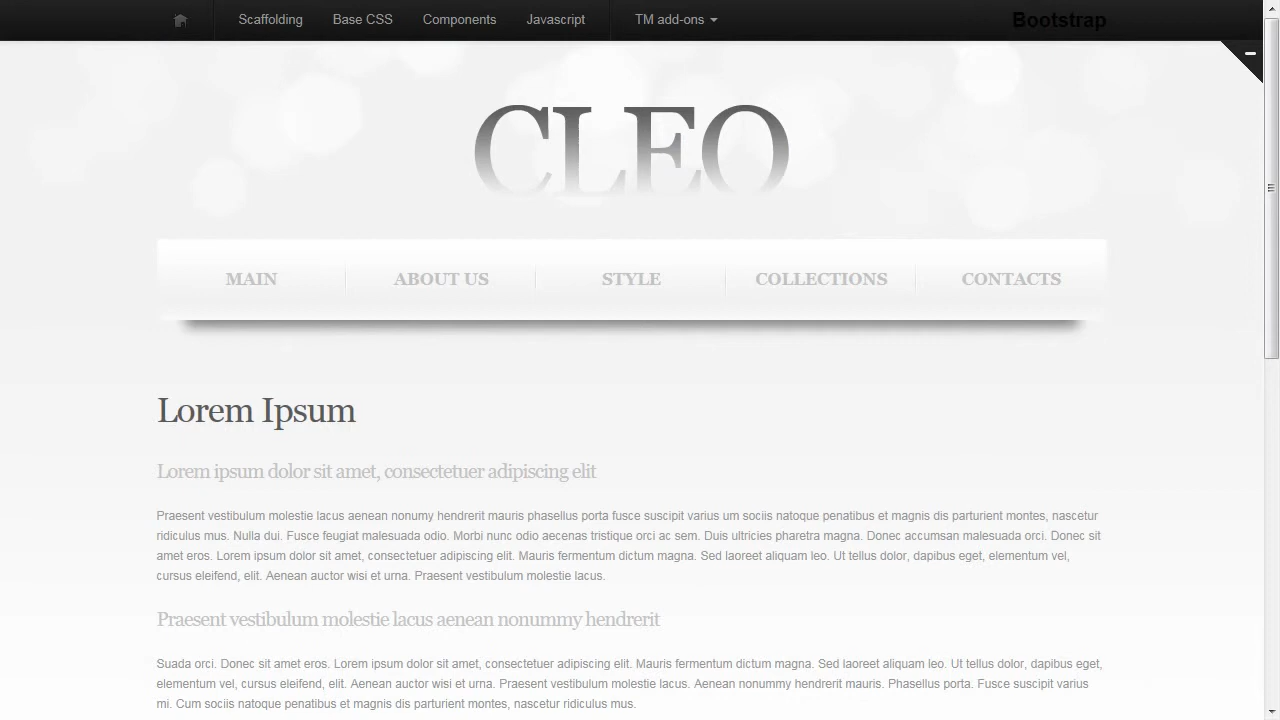 Scaffolding Base CSS Components Javascript TM add-ons Bootstrap
CLEO
MAIN ABOUT US STYLE COLLECTIONS CONTACTS
Lorem Ipsum
Lorem ipsum dolor sit amet, consectetuer adipiscing elit
Praesent vestibulum molestie lacus aenean nonumy hendrerit mauris phasellus porta fusce suscipit varius um sociis natoque penatibus et magnis dis parturient montes, nascetur
ridiculus mus. Nulla dui. Fusce feugiat malesuada odio. Morbi nunc odio aecenas tristique orci ac sem. Duis ultricies pharetra magna. Donec accumsan malesuada orci. Donec sit
amet eros. Lorem ipsum dolor sit amet, consectetuer adipiscing elit. Mauris fermentum dictum magna. Sed laoreet aliquam leo. Ut tellus dolor, dapibus eget, elementum vel,
cursus eleifend, elit. Aenean auctor wisi et urna. Praesent vestibulum molestie lacus.
Praesent vestibulum molestie lacus aenean nonummy hendrerit
Suada orci. Donec sit amet eros. Lorem ipsum dolor sit amet, consectetuer adipiscing elit. Mauris fermentum dictum magna. Sed laoreet aliquam leo. Ut tellus dolor, dapibus eget,
elementum vel, cursus eleifend, elit. Aenean auctor wisi et urna. Praesent vestibulum molestie lacus. Aenean nonummy hendrerit mauris. Phasellus porta. Fusce suscipit varius
mi. Cum sociis natoque penatibus et magnis dis parturient montes, nascetur ridiculus mus.